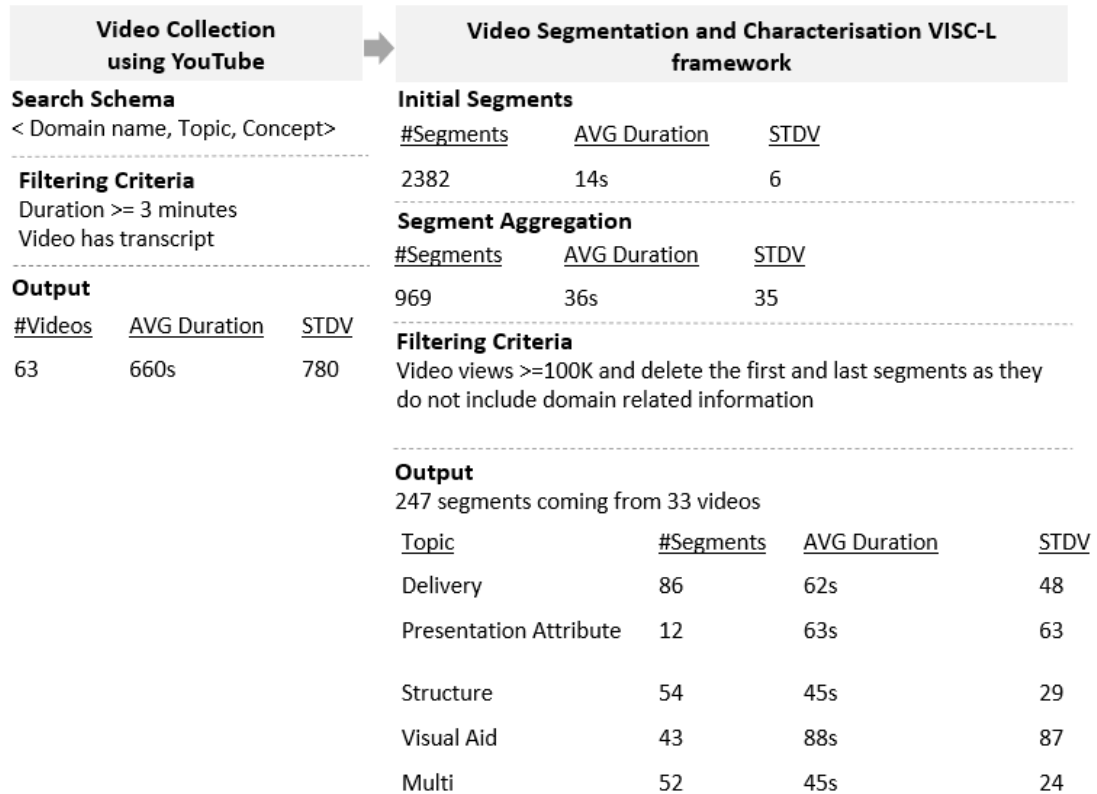 Video Collection
using YouTube
Search Schema
< Domain name, Topic, Concept>
Filtering Criteria
Duration >= 3 minutes
Video has transcript
Output
#Videos AVG Duration STDV
63 660s 780
Video Segmentation and Characterisation VISC-L
framework
Initial Segments
#Segments AVG Duration STDV
2382 14s 6
Segment Aggregation
#Segments AVG Duration STDV
969 36s 35
Filtering Criteria
Video views >=100K and delete the first and last segments as they
do not include domain related information
Output
247 segments coming from 33 videos
Topic #Segments AVG Duration STDV
Delivery 86 62s 48
Presentation Attribute 12 63s 63
Structure 54 45s 29
Visual Aid 43 88s 87
Multi 52 45s 24